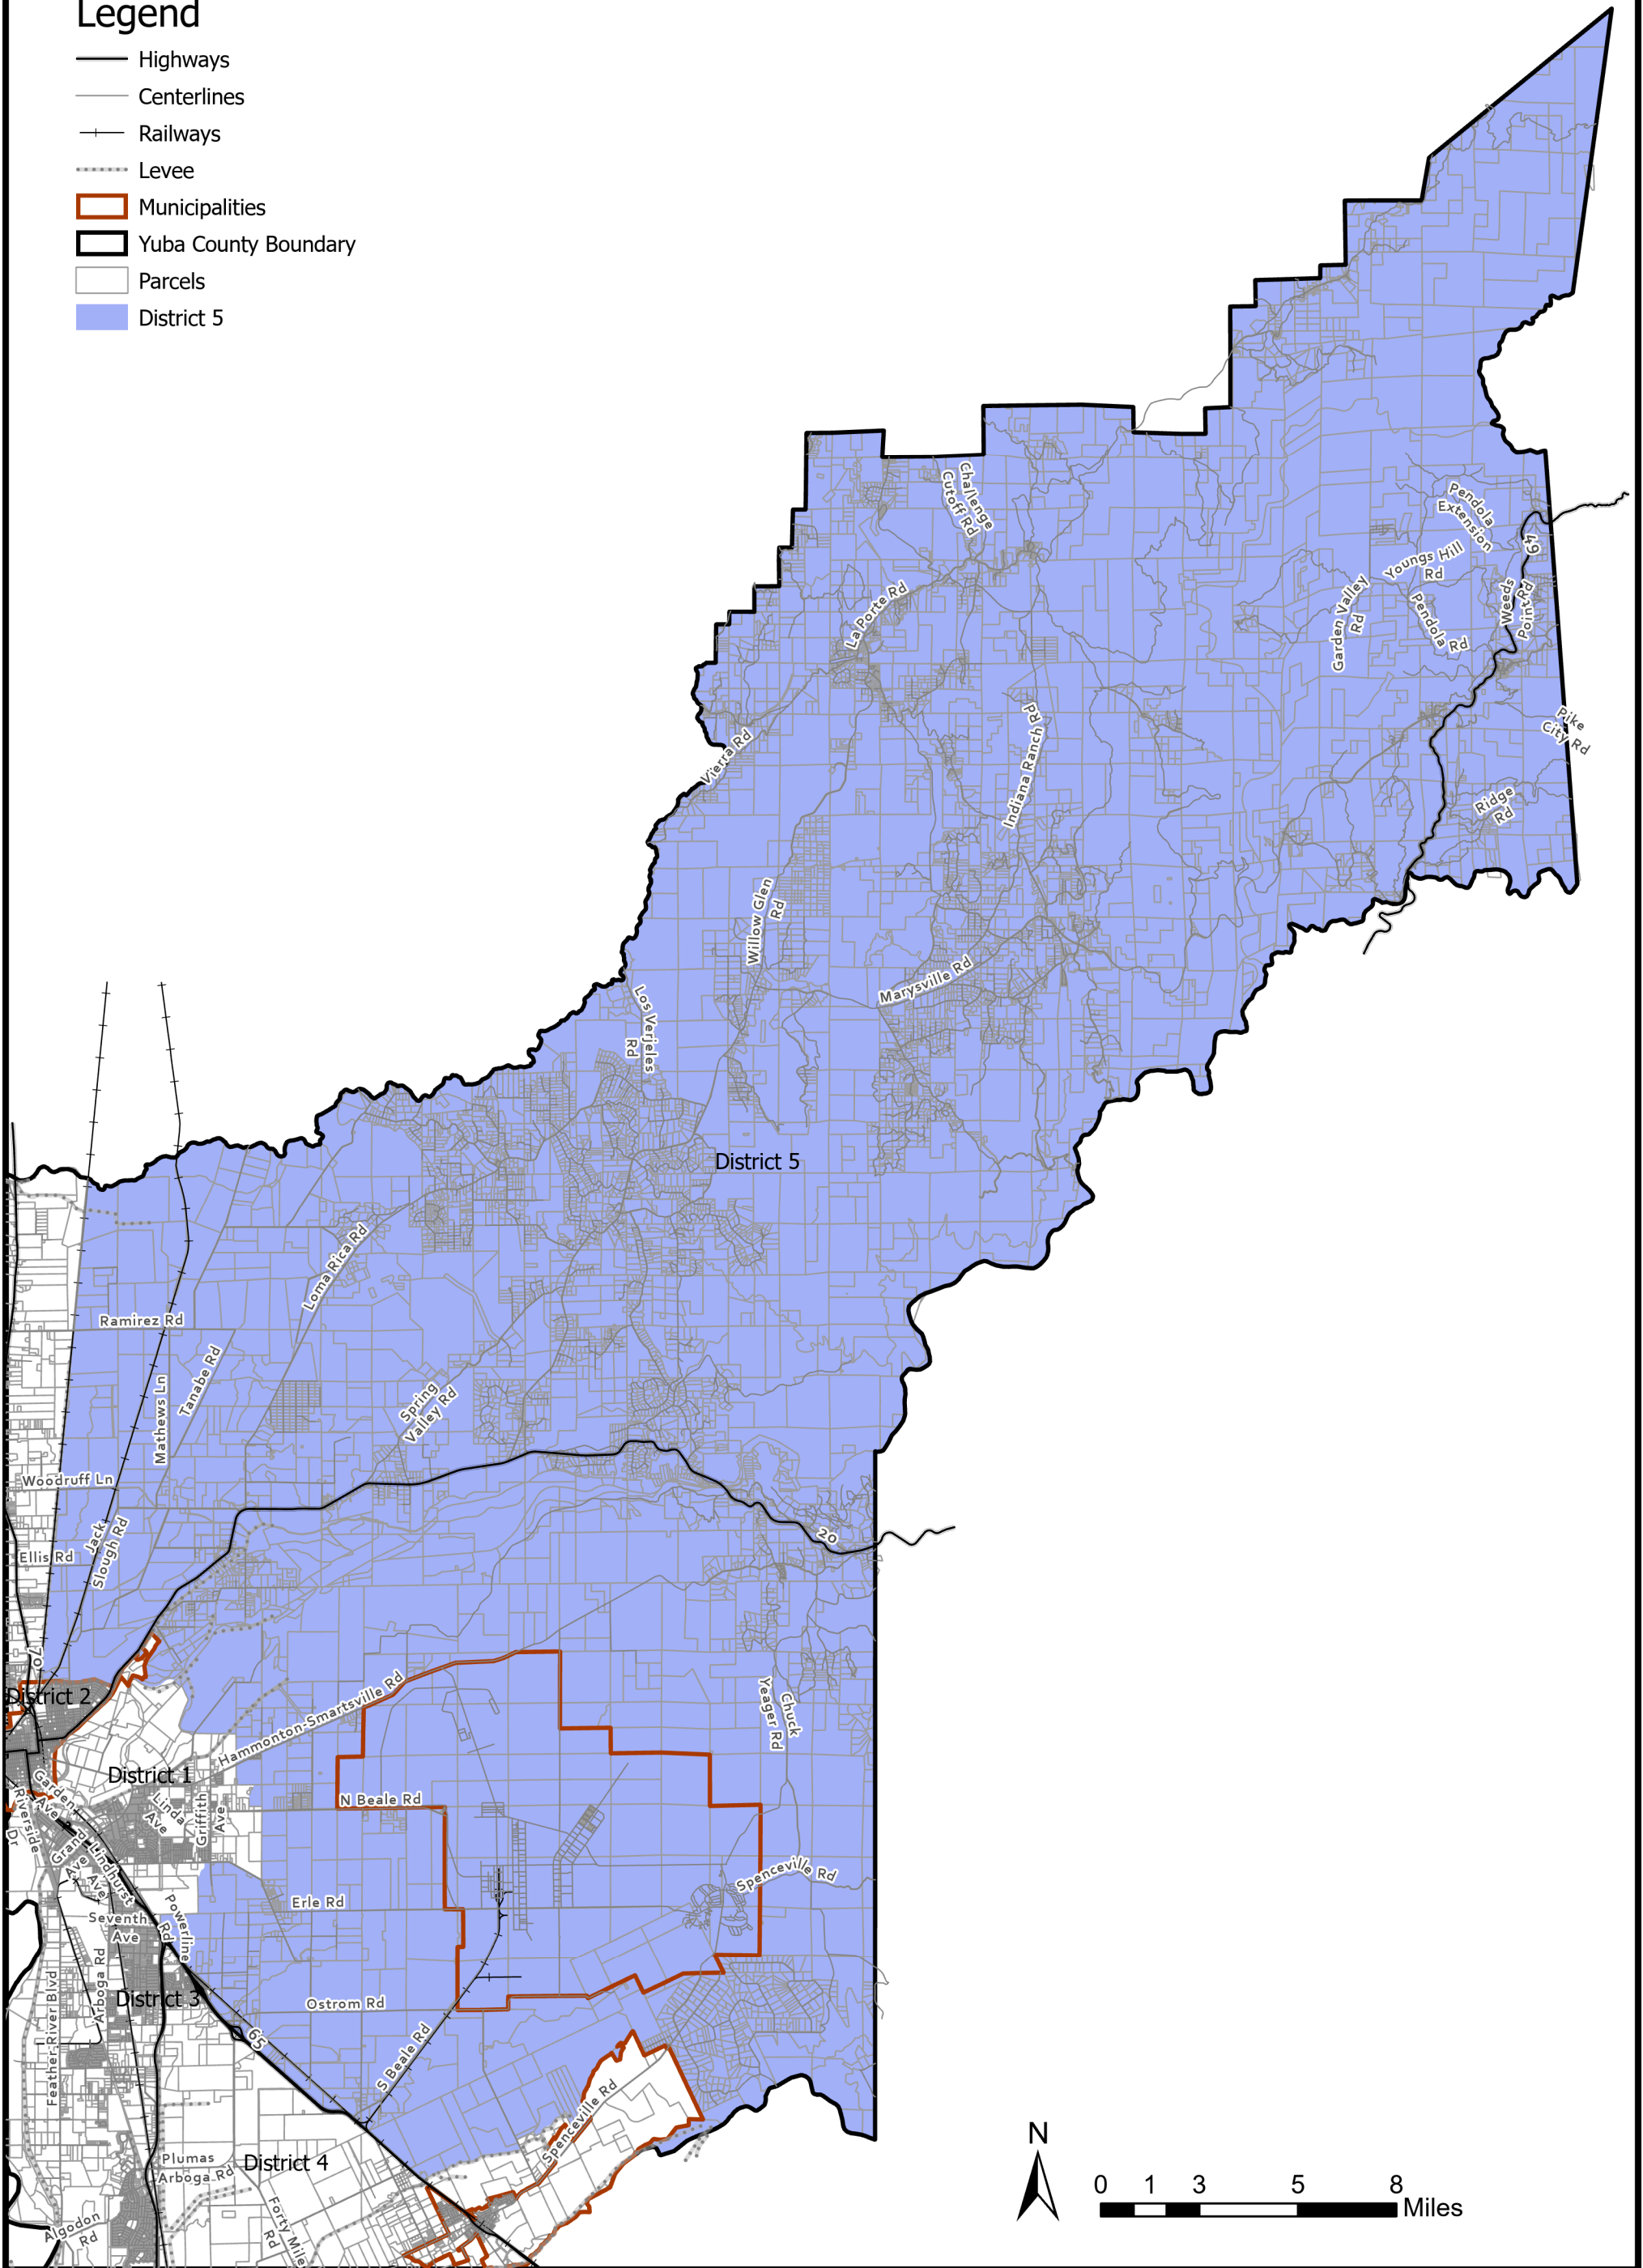 Legend
Highways
Centerlines
Railways
Levee
Municipalities
Yuba County Boundary
Parcels
District 5
Challenge
Cutoff Rd
Pendola
Extension
49
Youngs Hill
Rd
La Porte Rd
Garden Valley
Rd
Pendola
Rd
Weeds
Point Rd
Pike
City Rd
Indiana Ranch Rd
Vierra Rd
Ridge
Rd
Willow Glen
Rd
Marysville Rd
Los Verjeles
Rd
District 5
Loma Rica Rd
Ramirez Rd
Tanabe Rd
Mathews Ln
Spring
Valley Rd
Woodruff Ln
Jack
Slough Rd
Ellis Rd
20
70
District 2
Hammonton-Smartsville Rd
Chuck
Yeager Rd
District 1
N Beale Rd
Garden
Ave
Riverside
Dr
Linda
Ave
Griffith
Ave
Grand
Ave
Lindhurst
Ave
Spenceville Rd
Erle Rd
Powerline
Rd
Seventh
Ave
Arboga Rd
District 3
Feather River Blvd
Ostrom Rd
65
S Beale Rd
Spenceville Rd
District 4
Plumas
Arboga Rd
Forty Mile
Rd
Algodon
Rd
N
0 1 3 5 8
Miles